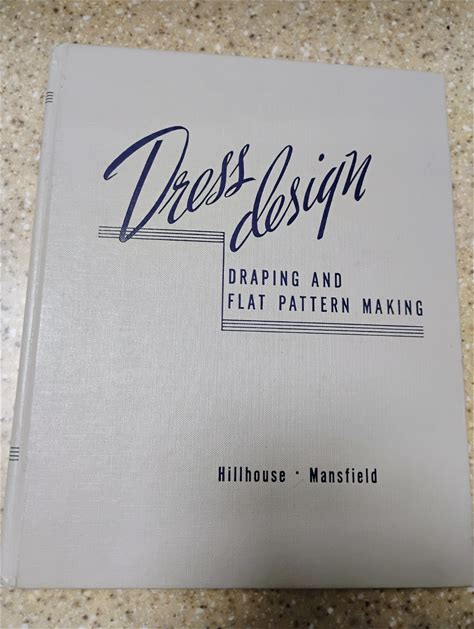 Dress
design
DRAPING AND
FLAT PATTERN MAKING
Hillhouse · Mansfield